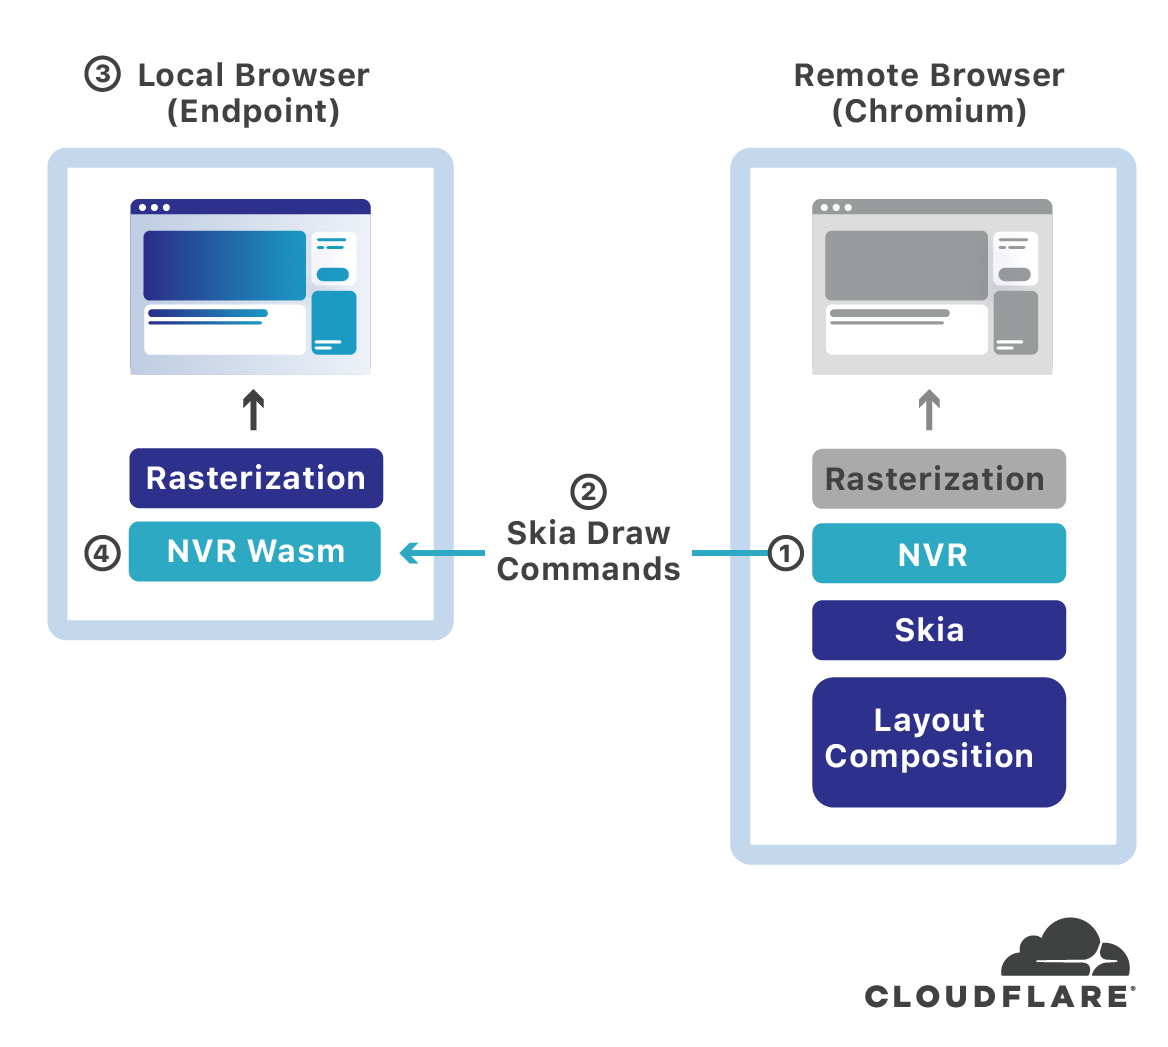 ③ Local Browser
(Endpoint)
Rasterization
④ NVR Wasm
②
Skia Draw
Commands
Remote Browser
(Chromium)
Rasterization
① NVR
Skia
Layout
Composition
CLOUDFLARE®